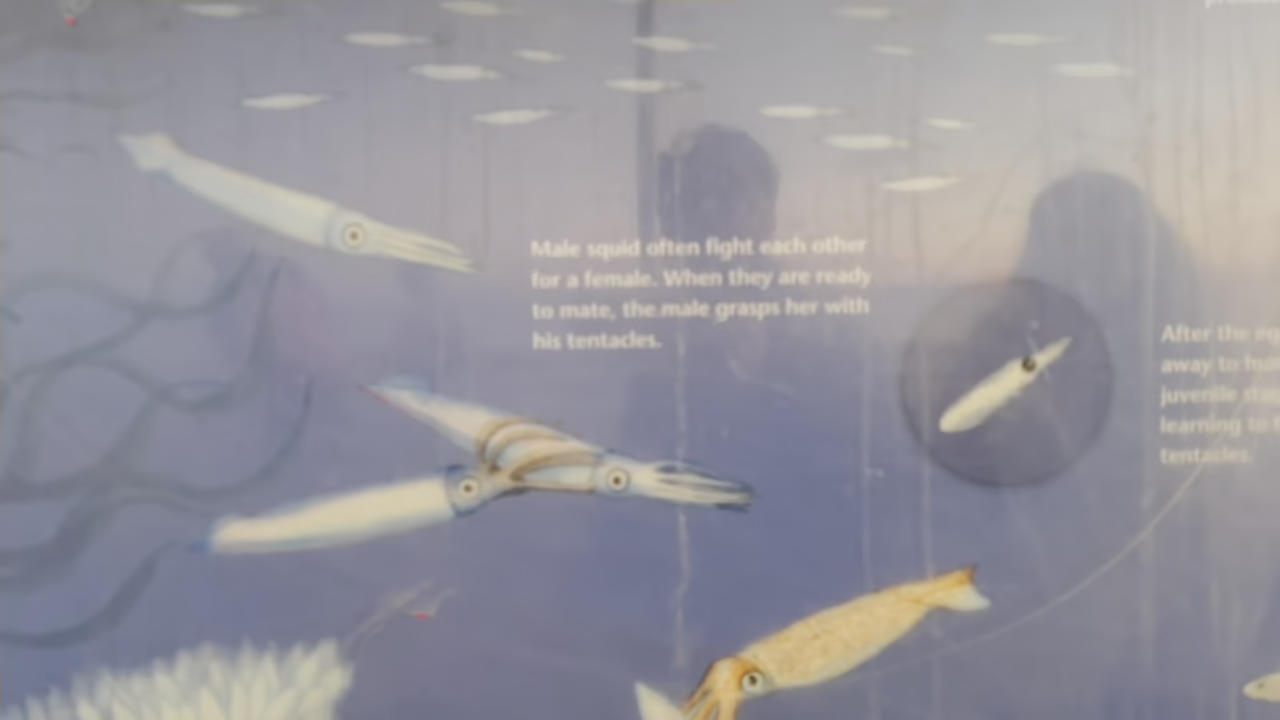 Male squid often fight each other
for a female. When they are ready
to mate, the male grasps her with
his tentacles.
After the
away to
juvenile
learning to
tentacles.